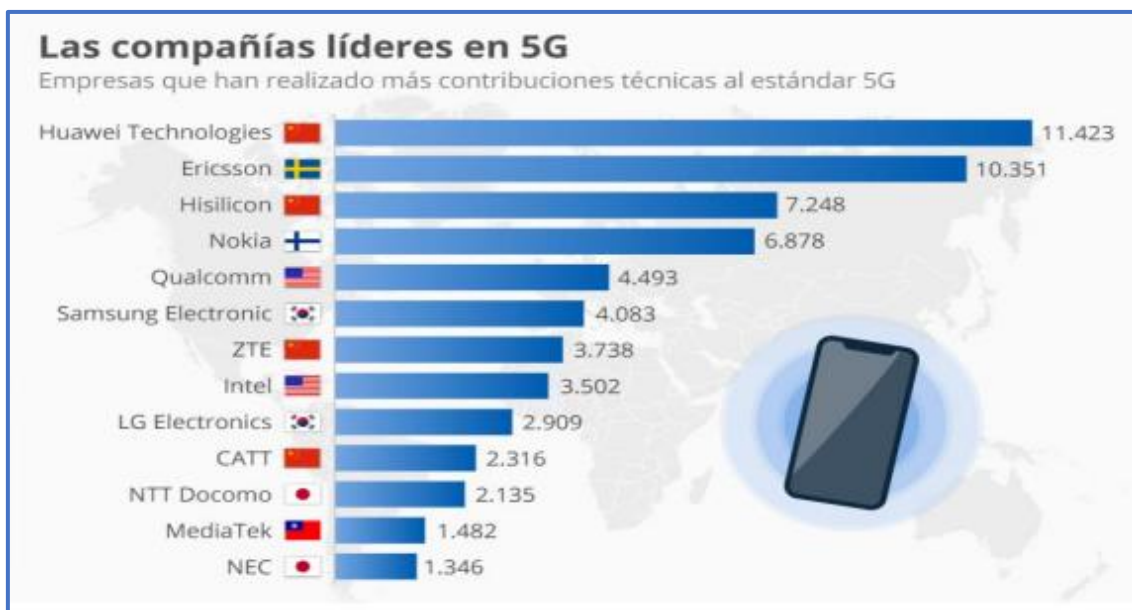 Las compañías líderes en 5G
Empresas que han realizado más contribuciones técnicas al estándar 5G
Huawei Technologies 11.423
Ericsson 10.351
Hisilicon 7.248
Nokia 6.878
Qualcomm 4.493
Samsung Electronic 4.083
ZTE 3.738
Intel 3.502
LG Electronics 2.909
CATT 2.316
NTT Docomo 2.135
MediaTek 1.482
NEC 1.346